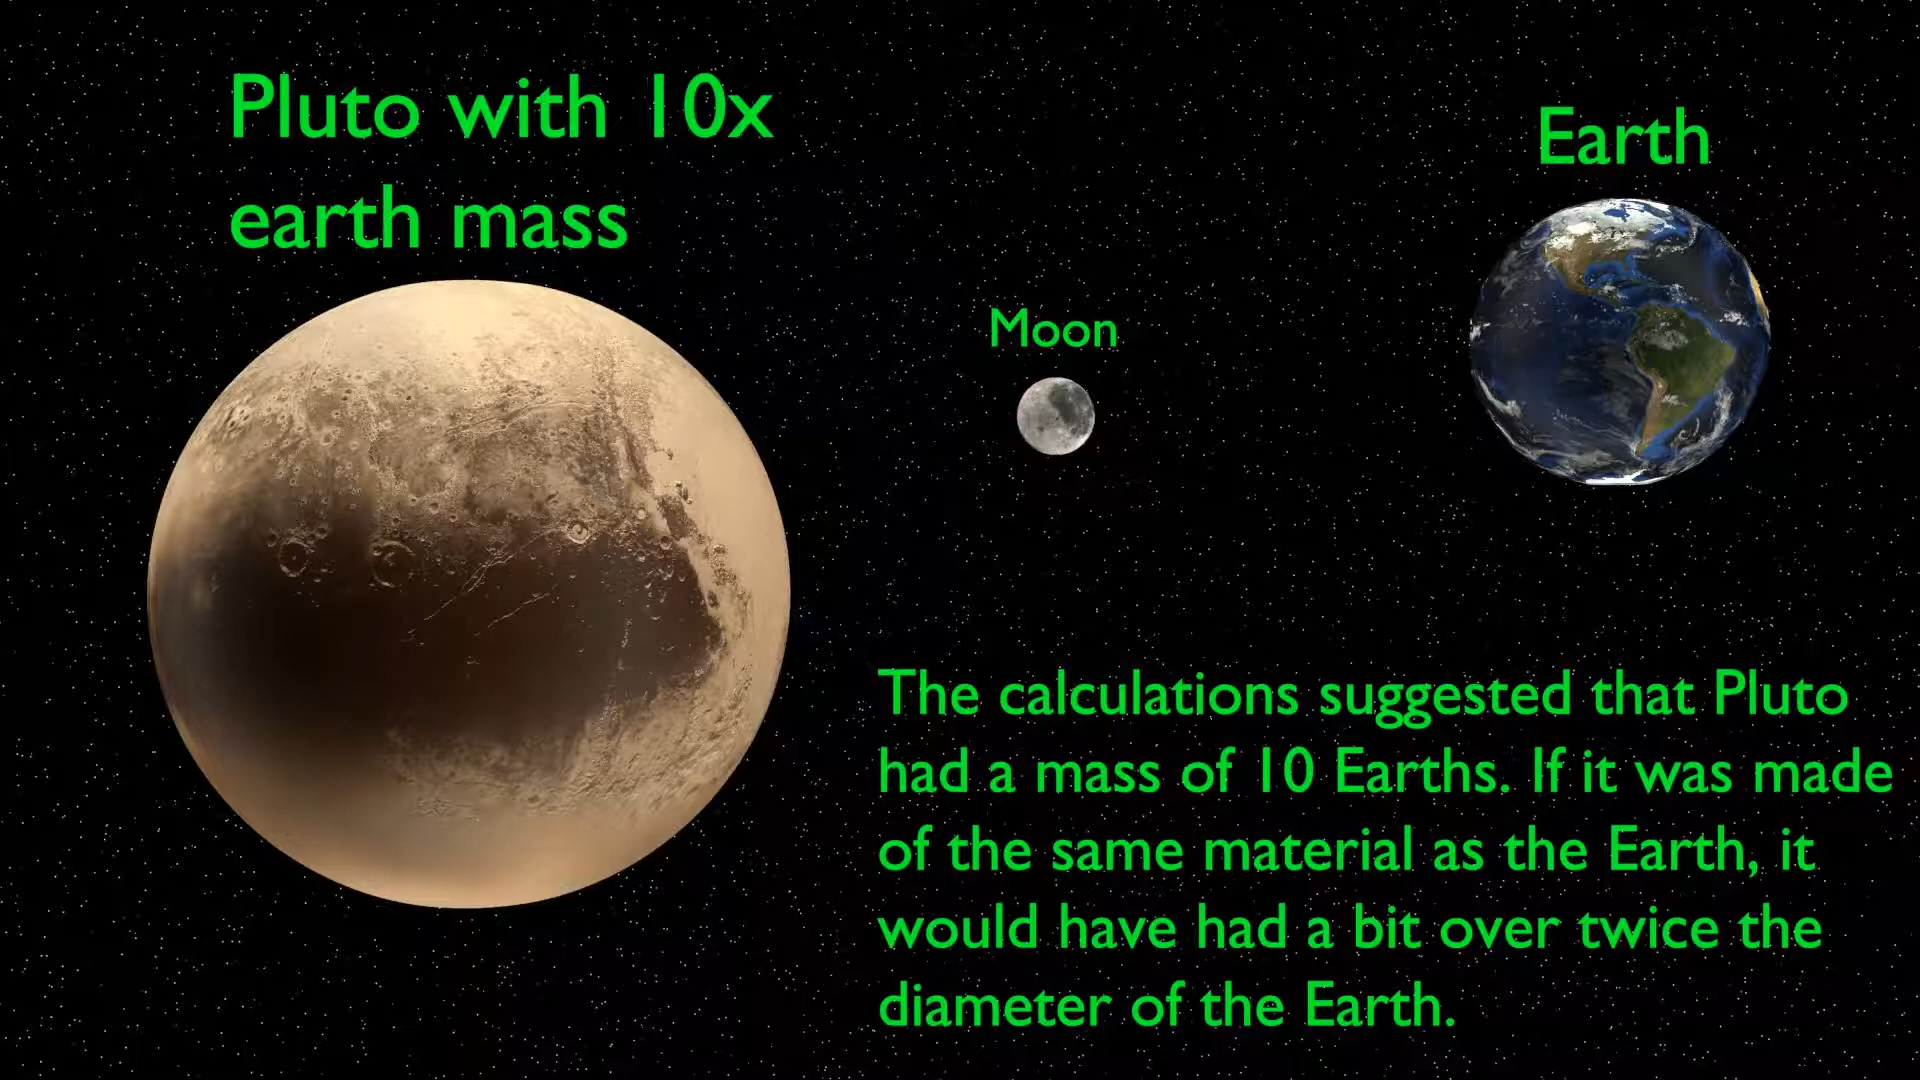 Pluto with 10x
earth mass
Earth
Moon
The calculations suggested that Pluto
had a mass of 10 Earths. If it was made
of the same material as the Earth, it
would have had a bit over twice the
diameter of the Earth.